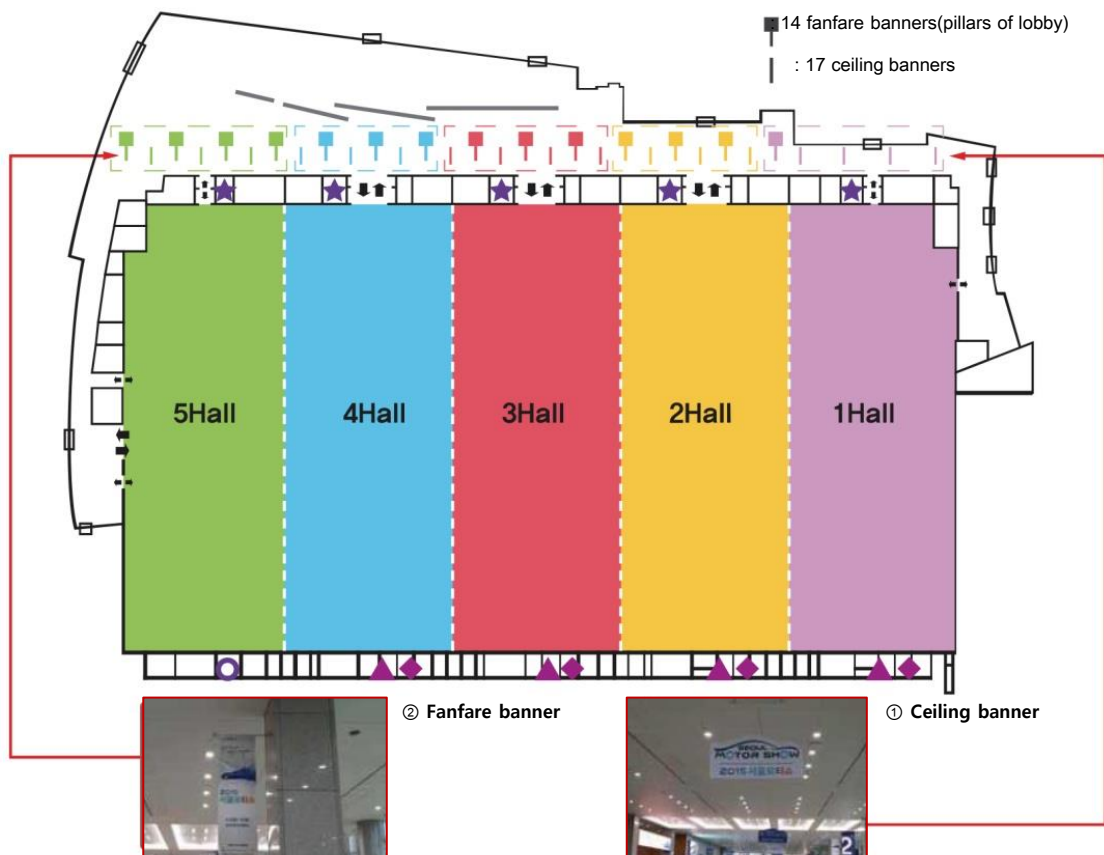 14 fanfare banners(pillars of lobby)
: 17 ceiling banners
5Hall
4Hall
3Hall
2Hall
1Hall
② Fanfare banner
① Ceiling banner
2015
서울모터쇼
SEOUL
MOTOR SHOW
2015 서울모터쇼
2